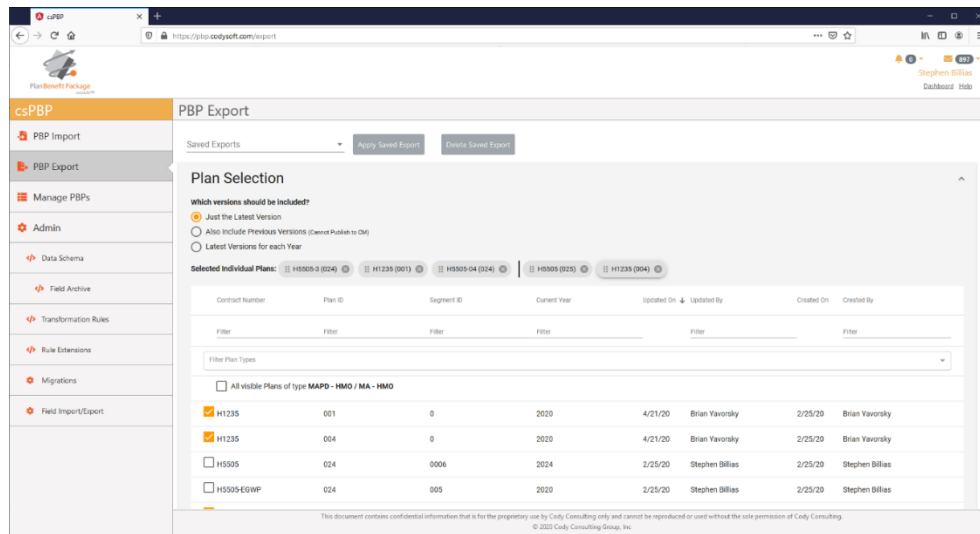 csPBP
https://pbp.codysoft.com/export
Plan Benefit Package
0
897
Stephen Billias
Dashboard Help
csPBP
PBP Export
PBP Import
PBP Export
Manage PBPs
Admin
Data Schema
Field Archive
Transformation Rules
Rule Extensions
Migrations
Field Import/Export
Saved Exports
Apply Saved Export
Delete Saved Export
Plan Selection
Which versions should be included?
Just the Latest Version
Also Include Previous Versions (Cannot Publish to CM)
Latest Versions for each Year
Selected Individual Plans: H5505-3 (024) H1235 (001) H5505-04 (024) H5505 (025) H1235 (004)
Contract Number Plan ID Segment ID Current Year Updated On Updated By Created On Created By
Filter Filter Filter Filter Filter Filter
Filter Plan Types
All visible Plans of type MAPD - HMO / MA - HMO
H1235 001 0 2020 4/21/20 Brian Yavorsky 2/25/20 Brian Yavorsky
H1235 004 0 2020 4/21/20 Brian Yavorsky 2/25/20 Brian Yavorsky
H5505 024 0006 2024 2/25/20 Stephen Billias 2/25/20 Stephen Billias
H5505-EGWP 024 005 2020 2/25/20 Stephen Billias 2/25/20 Stephen Billias
This document contains confidential information that is for the proprietary use by Cody Consulting only and cannot be reproduced or used without the sole permission of Cody Consulting.
© 2020 Cody Consulting Group, Inc